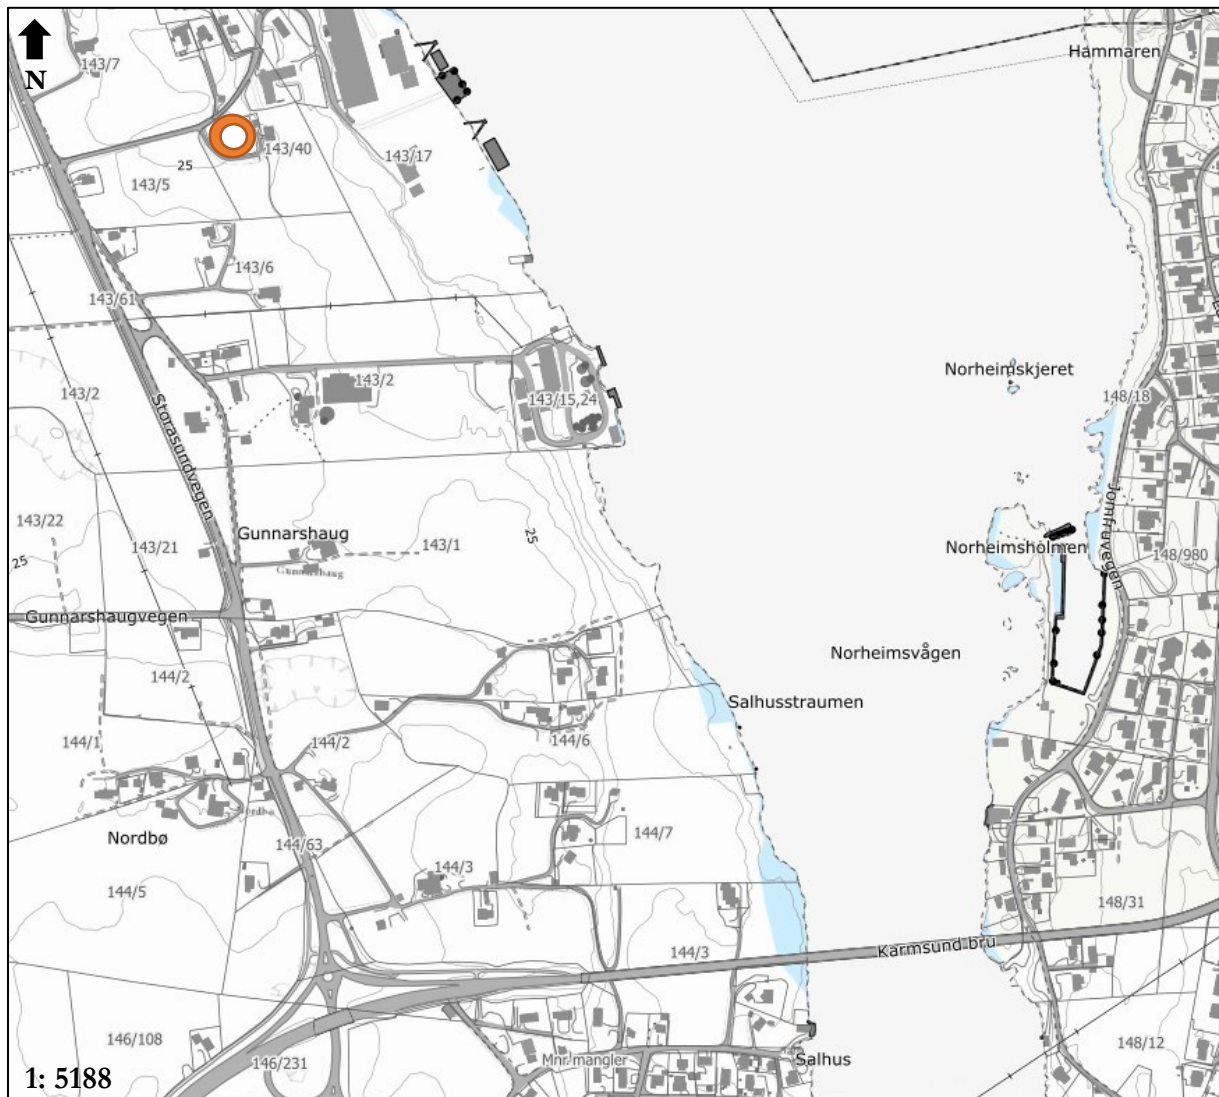 Hammaren
143/7
N
143/40
143/17
25
143/5
143/6
143/61
Norheimskjeret
143/2
143/2
148/18
143/15,24
Storasundvegen
Jomfruvegen
143/22
25
Gunnarshaug
143/21
143/1
25
Norheimsholmen
148/980
Gunnarshaug
Gunnarshaugvegen
Norheimsvågen
144/2
Salhusstraumen
144/1
144/2
144/6
Nordbø
Nordbø
144/63
144/7
144/3
144/5
148/31
Karmsund bru
144/3
146/108
148/12
146/231
Mnr mangler
Salhus
1: 5188